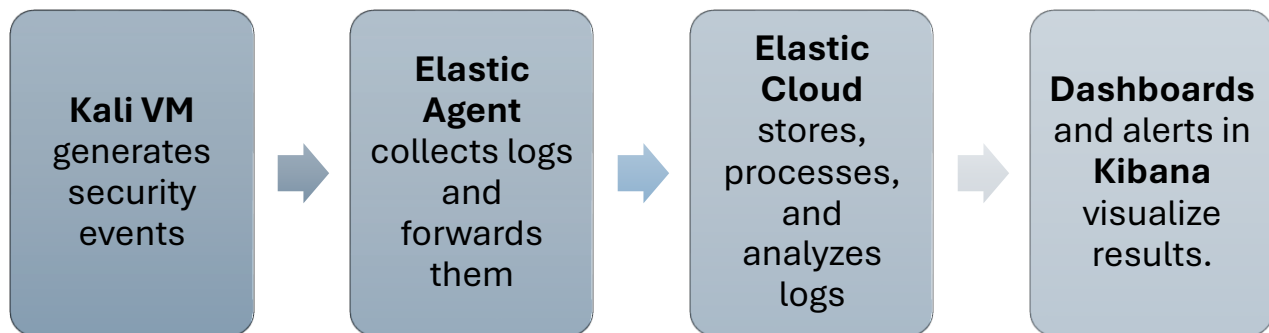 Kali VM
generates
security
events
Elastic
Agent
collects logs
and
forwards
them
Elastic
Cloud
stores,
processes,
and
analyzes
logs
Dashboards
and alerts in
Kibana
visualize
results.